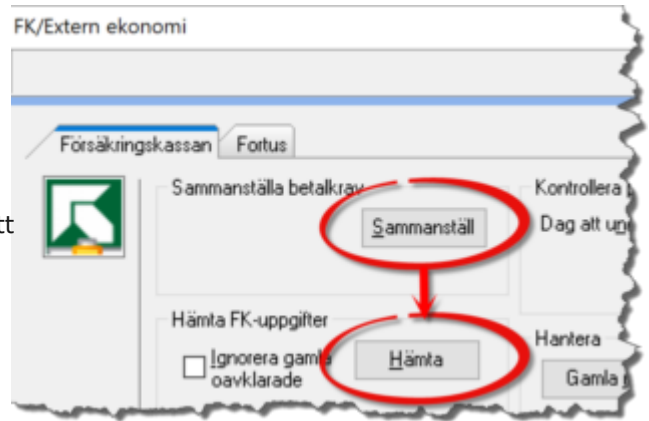 FK/Extern ekonomi
Försäkringskassan Fortus
Sammanställa betalkrav
Sammanställ
Kontrollera
Dag att
tt
Hämta FK-uppgifter
Ignorera gamla
oavklarade
Hämta
Hantera
Gamla